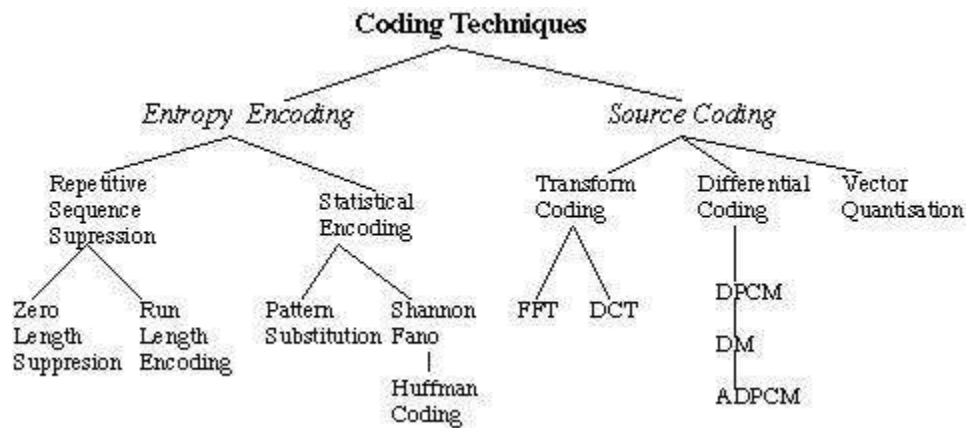 Coding Techniques
Entropy Encoding
Source Coding
Repetitive
Sequence
Supression
Statistical
Encoding
Transform
Coding
Differential
Coding
Vector
Quantisation
Zero
Length
Suppresion
Run
Length
Encoding
Pattern
Substitution
Shannon
Fano
Huffman
Coding
FFT
DCT
DPCM
DM
ADPCM